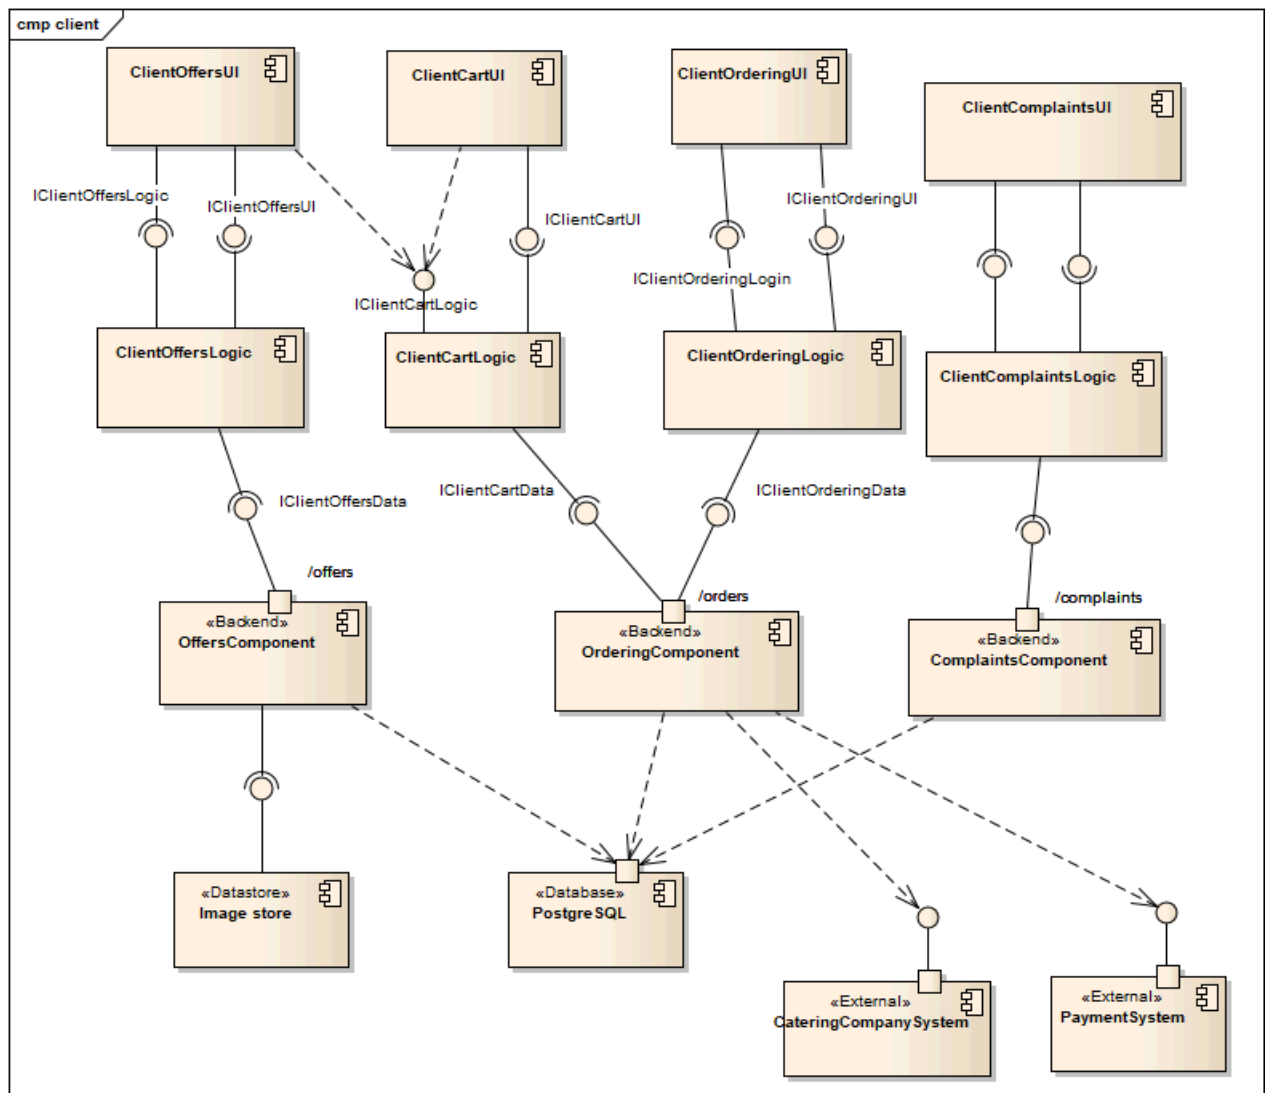 cmp client
ClientOffersUI
ClientCartUI
ClientOrderingUI
ClientComplaintsUI
IClientOffersLogic
IClientOffersUI
IClientCartUI
IClientOrderingUI
IClientOrderingLogin
IClientCartLogic
ClientOffersLogic
ClientCartLogic
ClientOrderingLogic
ClientComplaintsLogic
IClientOffersData
IClientCartData
IClientOrderingData
/offers
/orders
/complaints
«Backend»
OffersComponent
«Backend»
OrderingComponent
«Backend»
ComplaintsComponent
«Datastore»
Image store
«Database»
PostgreSQL
«External»
CateringCompanySystem
«External»
PaymentSystem